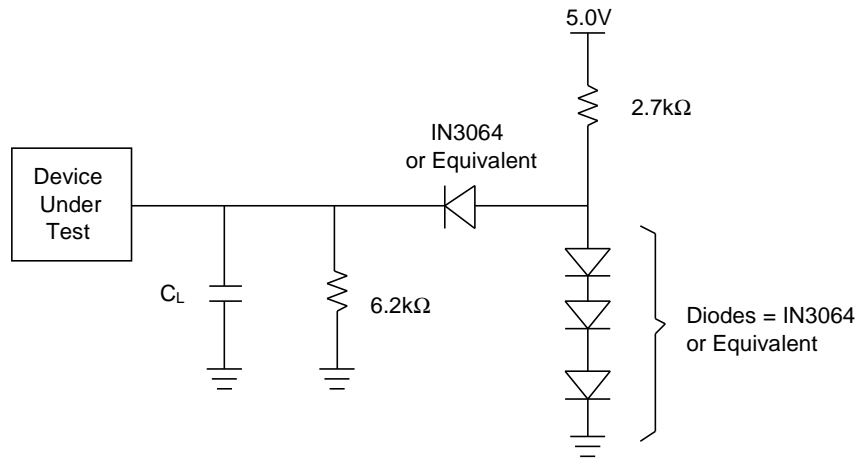 5.0V
2.7kΩ
IN3064
or Equivalent
Device
Under
Test
CL
6.2kΩ
Diodes = IN3064
or Equivalent